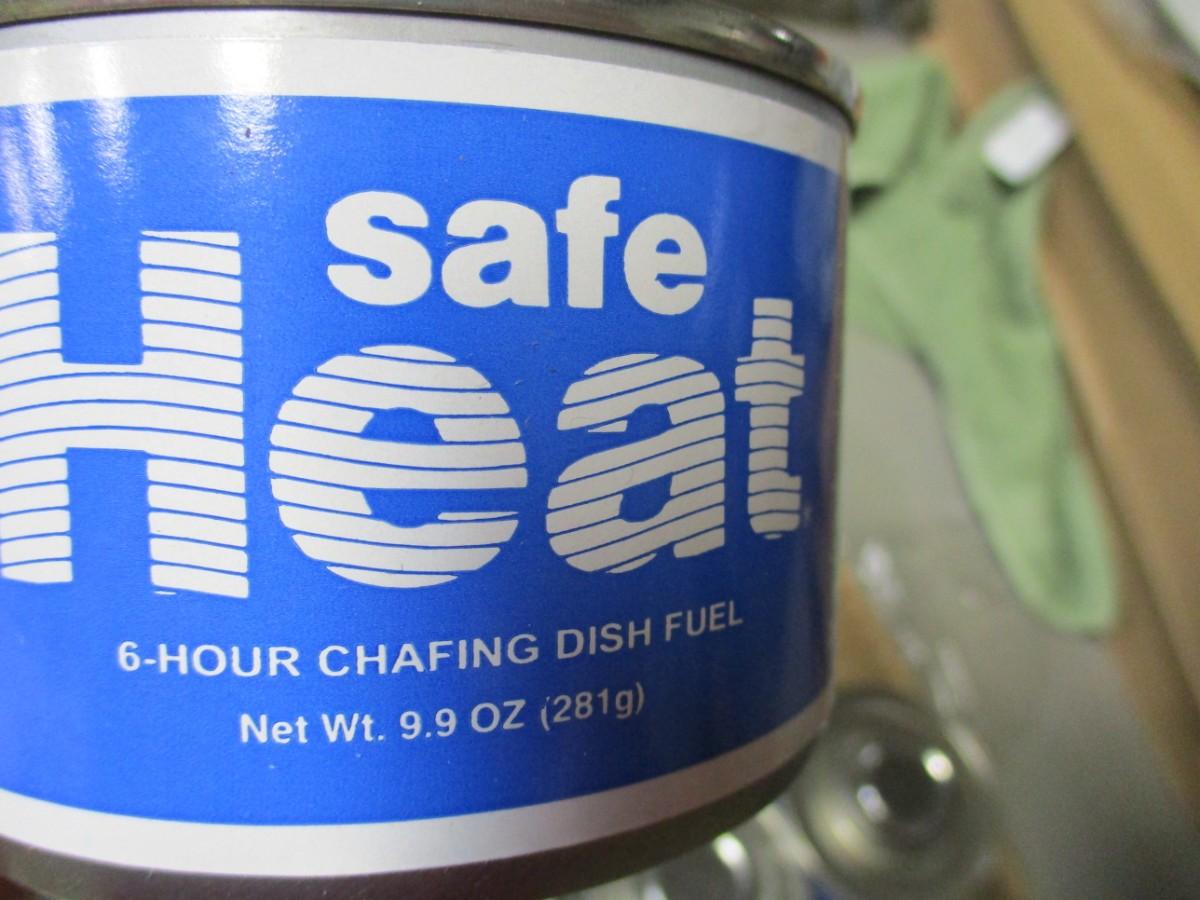 safe
Heat
6-HOUR CHAFING DISH FUEL
Net Wt. 9.9 OZ (281g)